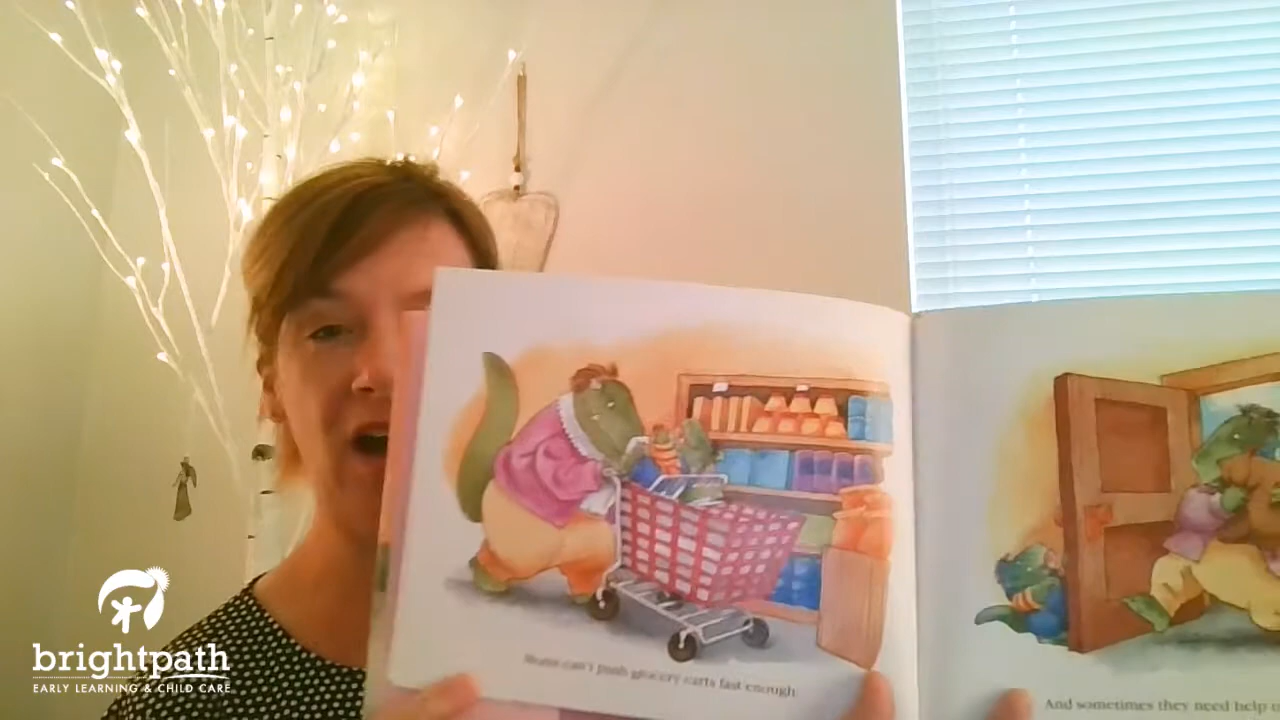 brightpath
EARLY LEARNING & CHILD CARE
Moms can't push grocery carts fast enough.
And sometimes they need help